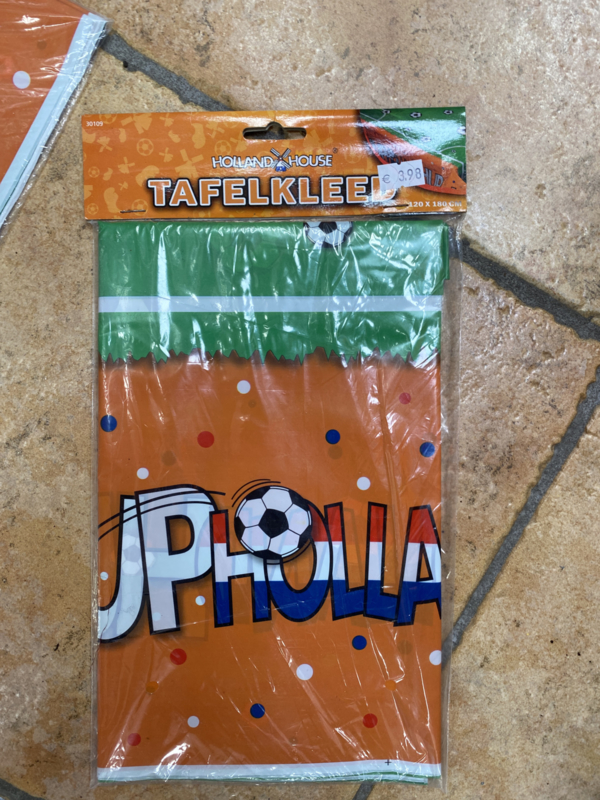 30105
HOLLAND HOUSE
TAFELKLEED
€ 3.98
120 X 180 Cm
UP HOLLA